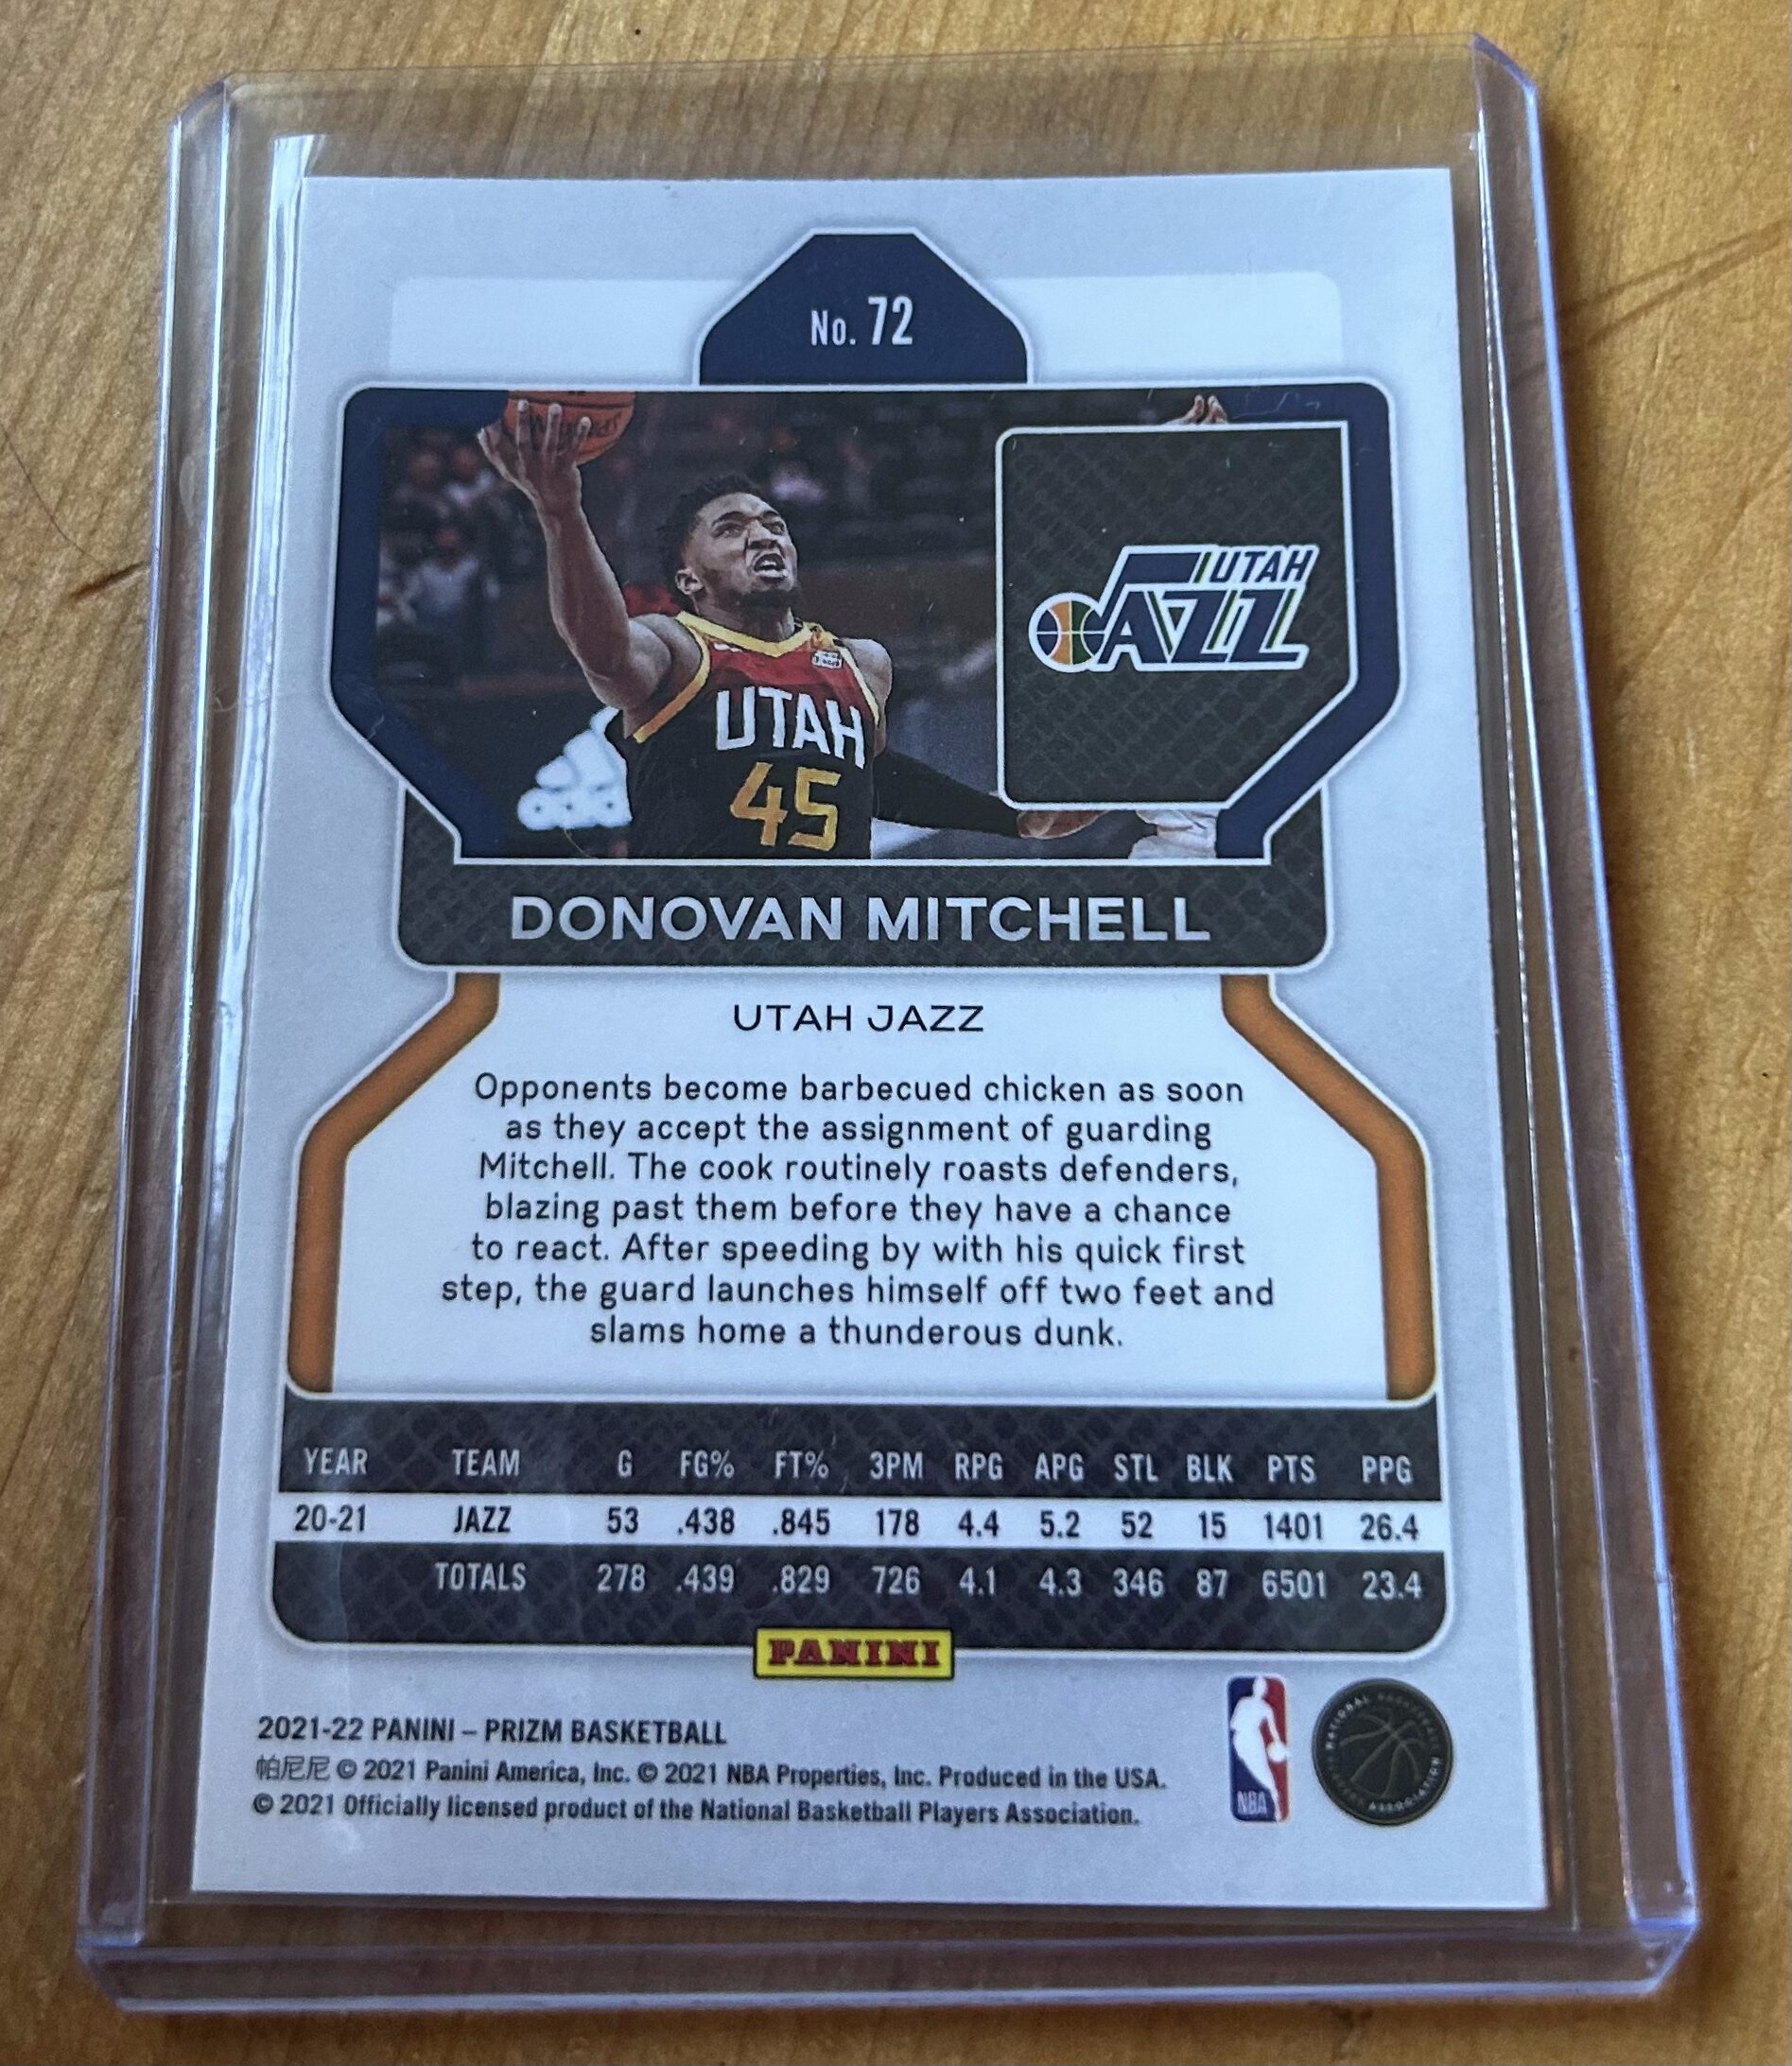 No. 72
UTAH
JAZZ
UTAH
45
DONOVAN MITCHELL
UTAH JAZZ
Opponents become barbecued chicken as soon
as they accept the assignment of guarding
Mitchell. The cook routinely roasts defenders,
blazing past them before they have a chance
to react. After speeding by with his quick first
step, the guard launches himself off two feet and
slams home a thunderous dunk.
YEAR TEAM G FG% FT% 3PM RPG APG STL BLK PTS PPG
20-21 JAZZ 53 .438 .845 178 4.4 5.2 52 15 1401 26.4
TOTALS 278 .439 .829 726 4.1 4.3 346 87 6501 23.4
PANINI
2021-22 PANINI – PRIZM BASKETBALL
帕尼尼 © 2021 Panini America, Inc. © 2021 NBA Properties, Inc. Produced in the USA.
© 2021 Officially licensed product of the National Basketball Players Association.
NBA
NATIONAL BASKETBALL
PLAYERS ASSOCIATION